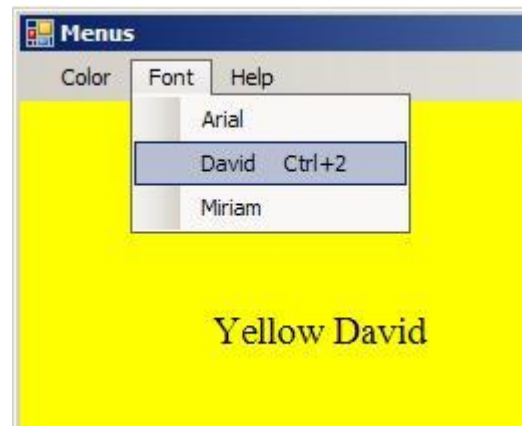 Menus
Color Font Help
Arial
David Ctrl+2
Miriam
Yellow David